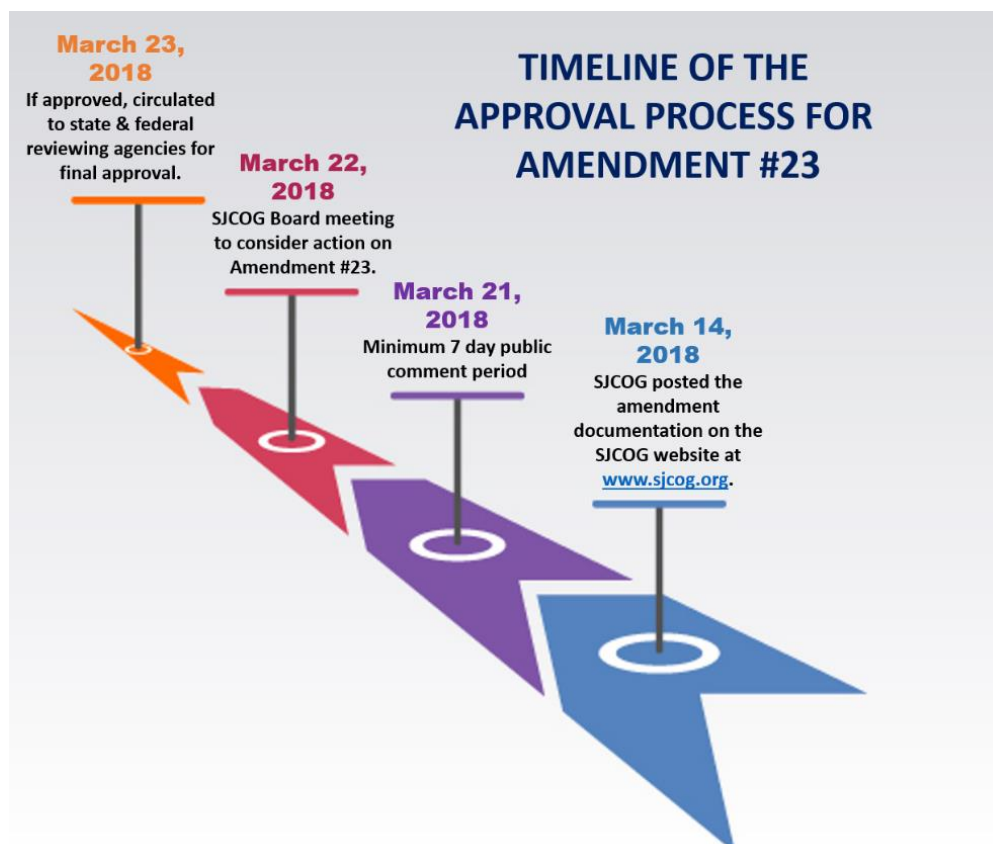 TIMELINE OF THE
APPROVAL PROCESS FOR
AMENDMENT #23
March 23,
2018
If approved, circulated
to state & federal
reviewing agencies for
final approval.
March 22,
2018
SJCOG Board meeting
to consider action on
Amendment #23.
March 21,
2018
Minimum 7 day public
comment period
March 14,
2018
SJCOG posted the
amendment
documentation on the
SJCOG website at
www.sjcog.org.